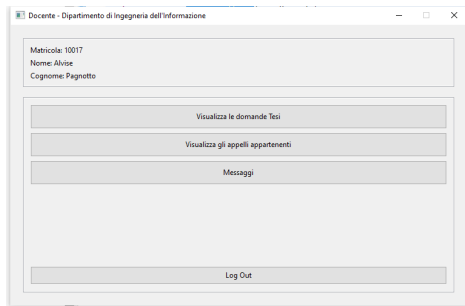 Docente - Dipartimento di Ingegneria dell'Informazione
Matricola: 10017
Nome: Alvise
Cognome: Pagnotto
Visualizza le domande Tesi
Visualizza gli appelli appartenenti
Messaggi
Log Out